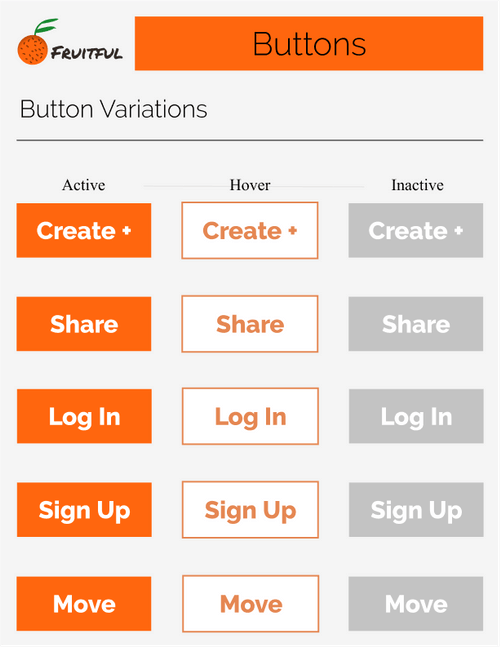 FRUITFUL
Buttons
Button Variations
Active Hover Inactive
Create + Create + Create +
Share Share Share
Log In Log In Log In
Sign Up Sign Up Sign Up
Move Move Move